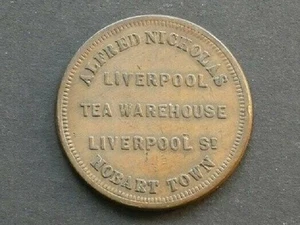 ALFRED NICHOLAS
LIVERPOOL
TEA WAREHOUSE
LIVERPOOL ST
HOBART TOWN